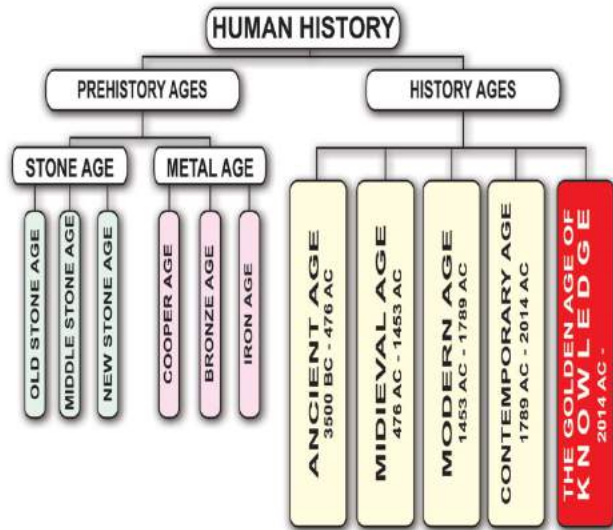 HUMAN HISTORY
PREHISTORY AGES
HISTORY AGES
STONE AGE
METAL AGE
OLD STONE AGE
MIDDLE STONE AGE
NEW STONE AGE
COOPER AGE
BRONZE AGE
IRON AGE
ANCIENT AGE
3500 BC - 476 AC
MIDIEVAL AGE
476 AC - 1453 AC
MODERN AGE
1453 AC - 1789 AC
CONTEMPORARY AGE
1789 AC - 2014 AC
THE GOLDEN AGE OF
KNOWLEDGE
2014 AC -